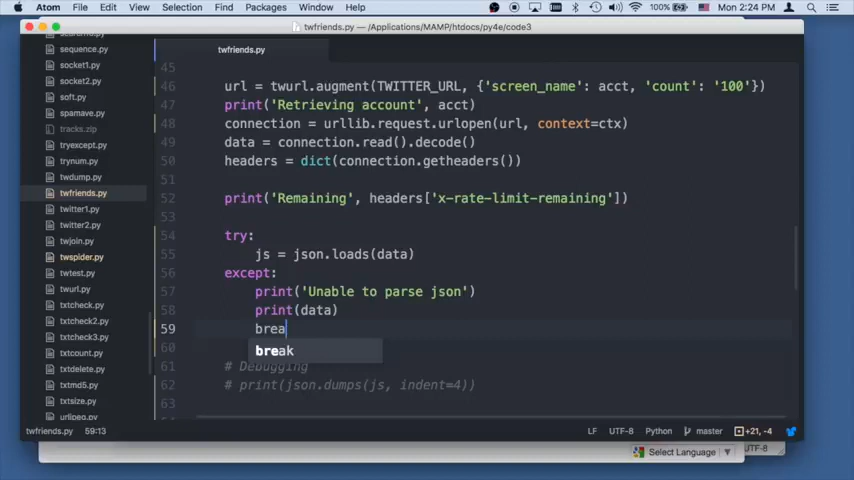 Atom File Edit View Selection Find Packages Window Help 100% Mon 2:24 PM
twfriends.py — /Applications/MAMP/htdocs/py4e/code3
sequence.py
socket1.py
socket2.py
soft.py
spamave.py
tracks.zip
tryexcept.py
trynum.py
twdump.py
twfriends.py
twitter1.py
twitter2.py
twjoin.py
twspider.py
twtest.py
twurl.py
txtcheck.py
txtcheck2.py
txtcheck3.py
txtcount.py
txtdelete.py
txtmd5.py
txtsize.py
urlpeo.py
twfriends.py
45
46 url = twurl.augment(TWITTER_URL, {'screen_name': acct, 'count': '100'})
47 print('Retrieving account', acct)
48 connection = urllib.request.urlopen(url, context=ctx)
49 data = connection.read().decode()
50 headers = dict(connection.getheaders())
51
52 print('Remaining', headers['x-rate-limit-remaining'])
53
54 try:
55 js = json.loads(data)
56 except:
57 print('Unable to parse json')
58 print(data)
59 brea
break
60
61 # Debugging
62 # print(json.dumps(js, indent=4))
63
twfriends.py 59:13 LF UTF-8 Python master +21, -4
Select Language ▼ UTF-8